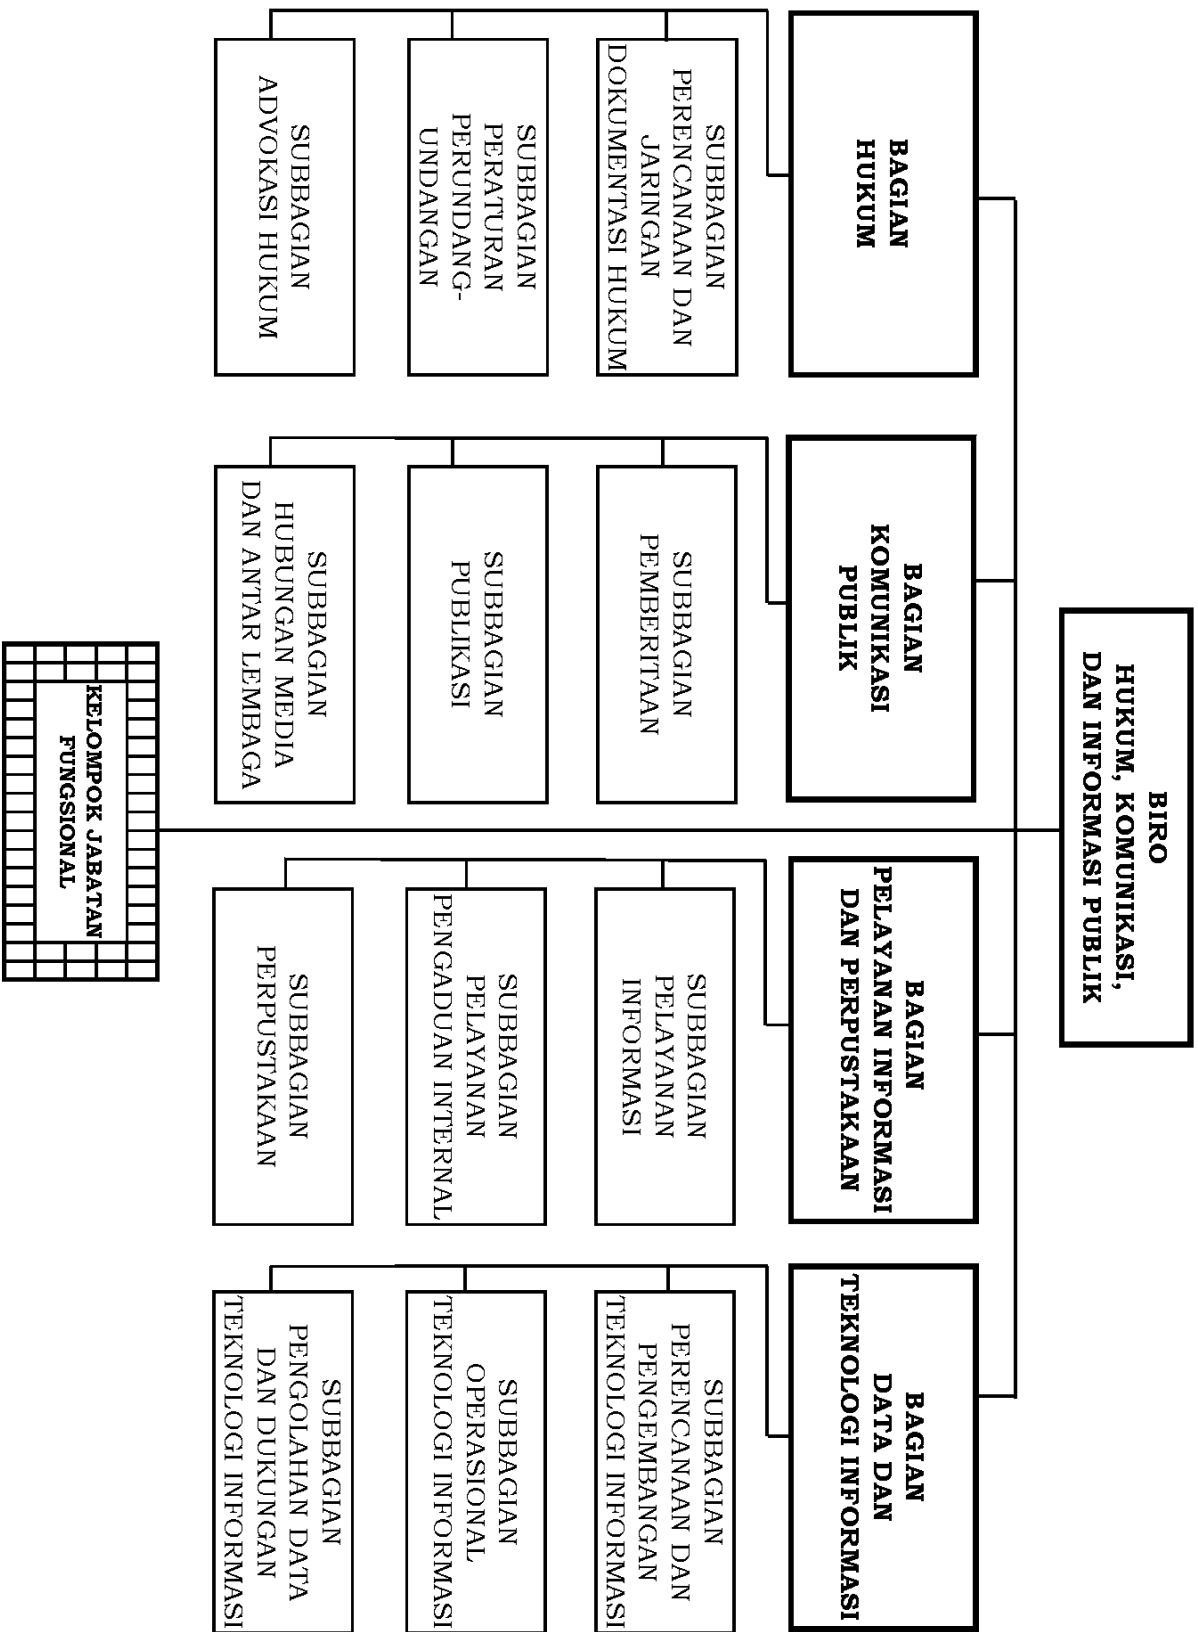 BIRO
HUKUM, KOMUNIKASI,
DAN INFORMASI PUBLIK
BAGIAN
HUKUM
SUBBAGIAN
PERENCANAAN DAN
JARINGAN
DOKUMENTASI HUKUM
SUBBAGIAN
PERATURAN
PERUNDANG-
UNDANGAN
SUBBAGIAN
ADVOKASI HUKUM
BAGIAN
KOMUNIKASI
PUBLIK
SUBBAGIAN
PEMBERITAAN
SUBBAGIAN
PUBLIKASI
SUBBAGIAN
HUBUNGAN MEDIA
DAN ANTAR LEMBAGA
BAGIAN
PELAYANAN INFORMASI
DAN PERPUSTAKAAN
SUBBAGIAN
PELAYANAN
INFORMASI
SUBBAGIAN
PELAYANAN
PENGADUAN INTERNAL
SUBBAGIAN
PERPUSTAKAAN
BAGIAN
DATA DAN
TEKNOLOGI INFORMASI
SUBBAGIAN
PERENCANAAN DAN
PENGEMBANGAN
TEKNOLOGI INFORMASI
SUBBAGIAN
OPERASIONAL
TEKNOLOGI INFORMASI
SUBBAGIAN
PENGOLAHAN DATA
DAN DUKUNGAN
TEKNOLOGI INFORMASI
KELOMPOK JABATAN
FUNGSIONAL